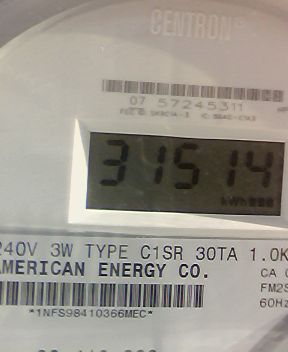 CENTRON®
07 57245311
31514
kWh
240V 3W TYPE C1SR 30TA 1.0K
AMERICAN ENERGY CO.
CA
FM2S
60Hz
*1NFS98410366MEC*